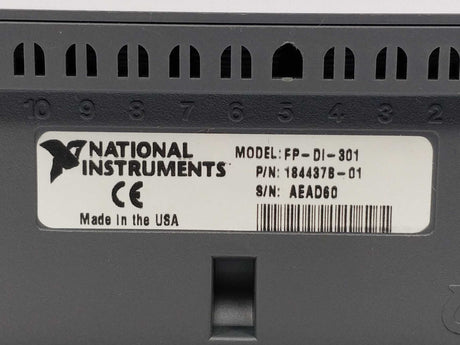 10 9 8 7 6 5 4 3 2
NATIONAL
INSTRUMENTS
CE
Made in the USA
MODEL: FP-DI-301
P/N: 184437B-01
S/N: AEAD60